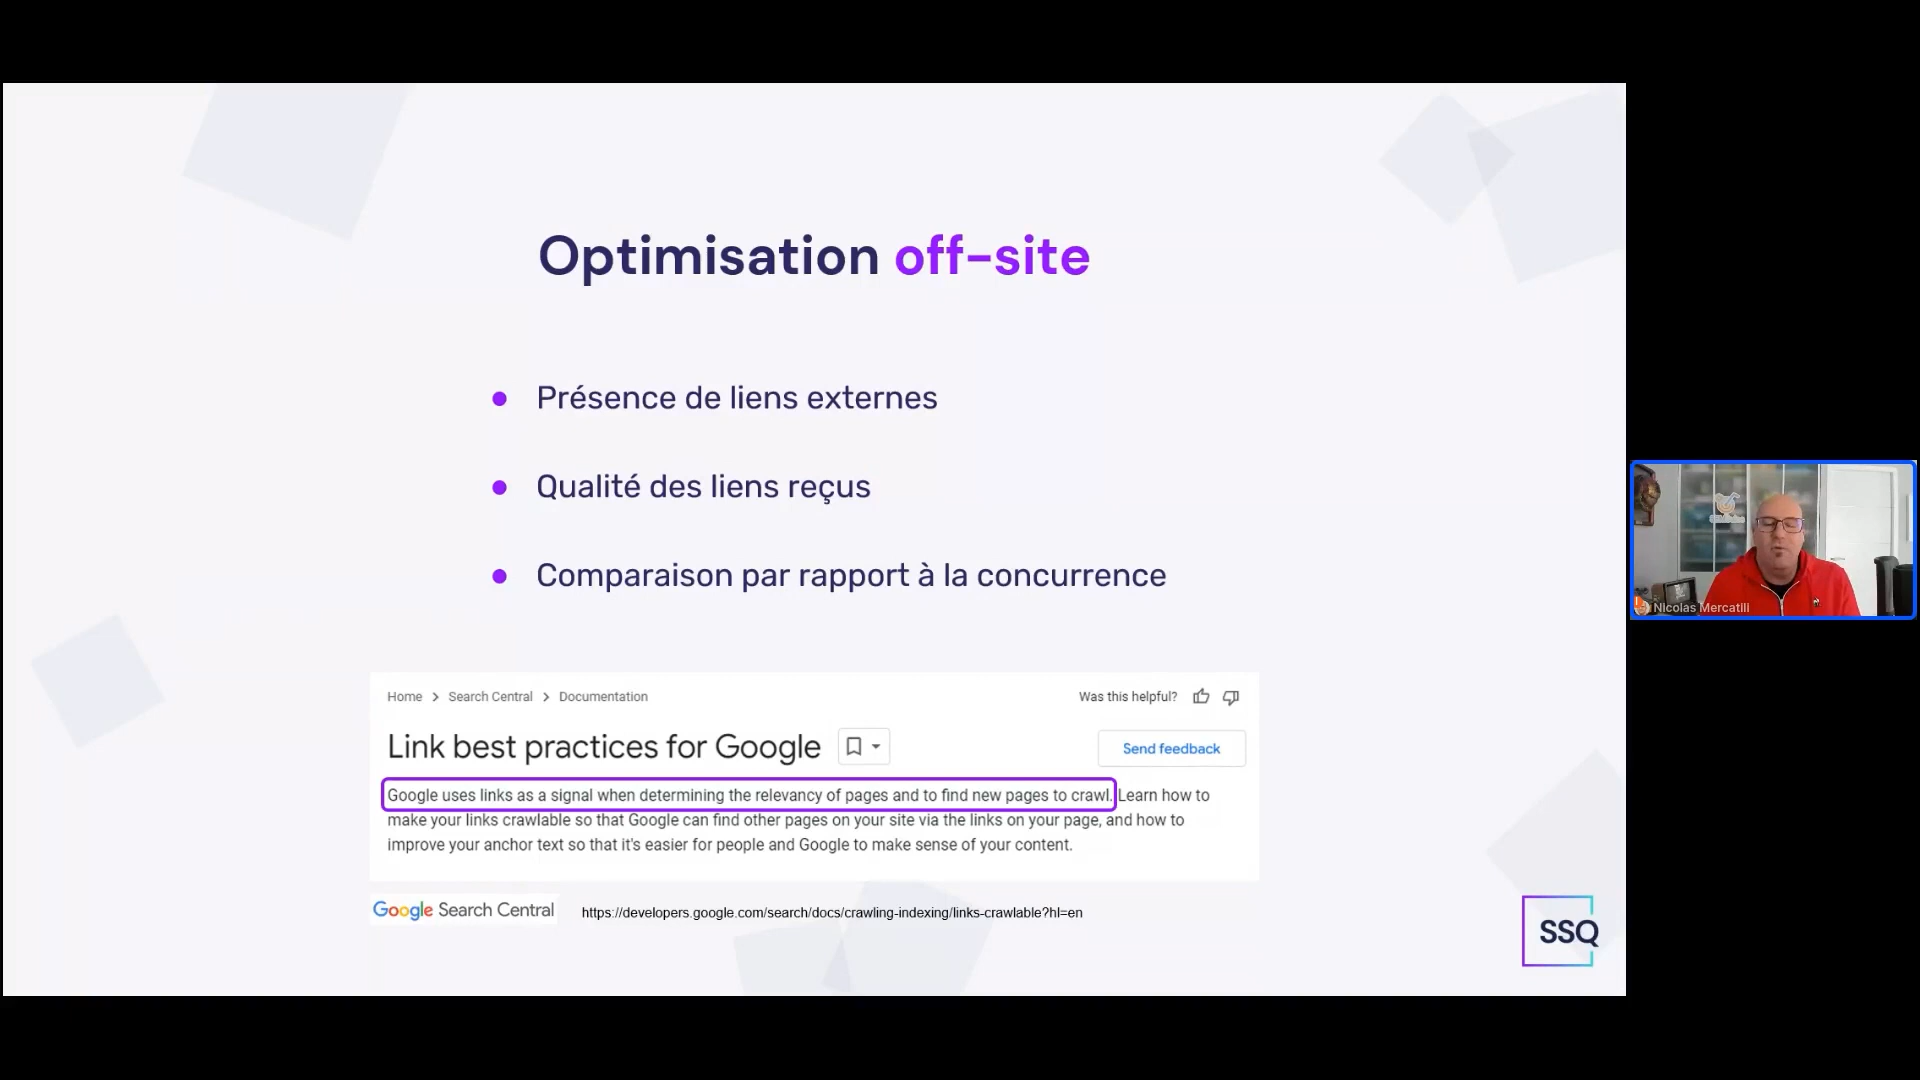 Optimisation off-site
Présence de liens externes
Qualité des liens reçus
Comparaison par rapport à la concurrence
Home > Search Central > Documentation
Was this helpful?
Link best practices for Google
Send feedback
Google uses links as a signal when determining the relevancy of pages and to find new pages to crawl. Learn how to
make your links crawlable so that Google can find other pages on your site via the links on your page, and how to
improve your anchor text so that it's easier for people and Google to make sense of your content.
Google Search Central
https://developers.google.com/search/docs/crawling-indexing/links-crawlable?hl=en
SSQ
Nicolas Mercatili